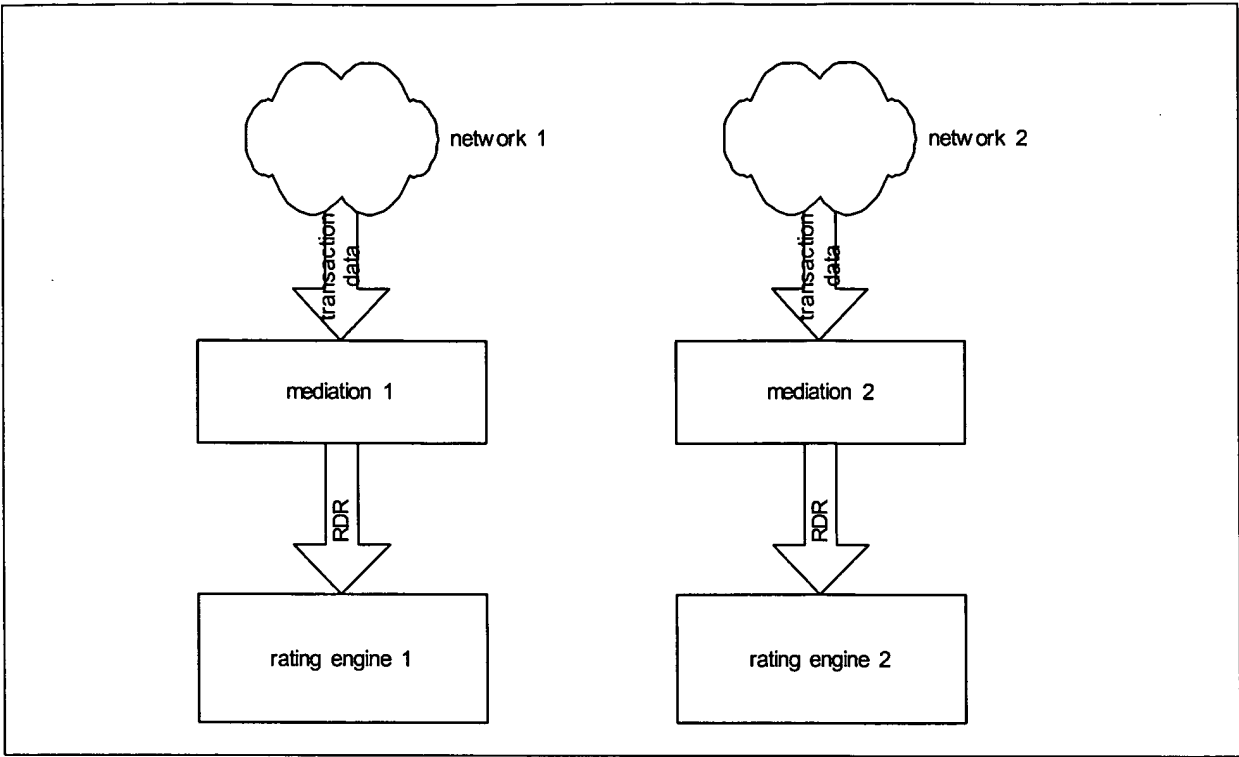 network 1
network 2
transaction
data
transaction
data
mediation 1
mediation 2
RDR
RDR
rating engine 1
rating engine 2